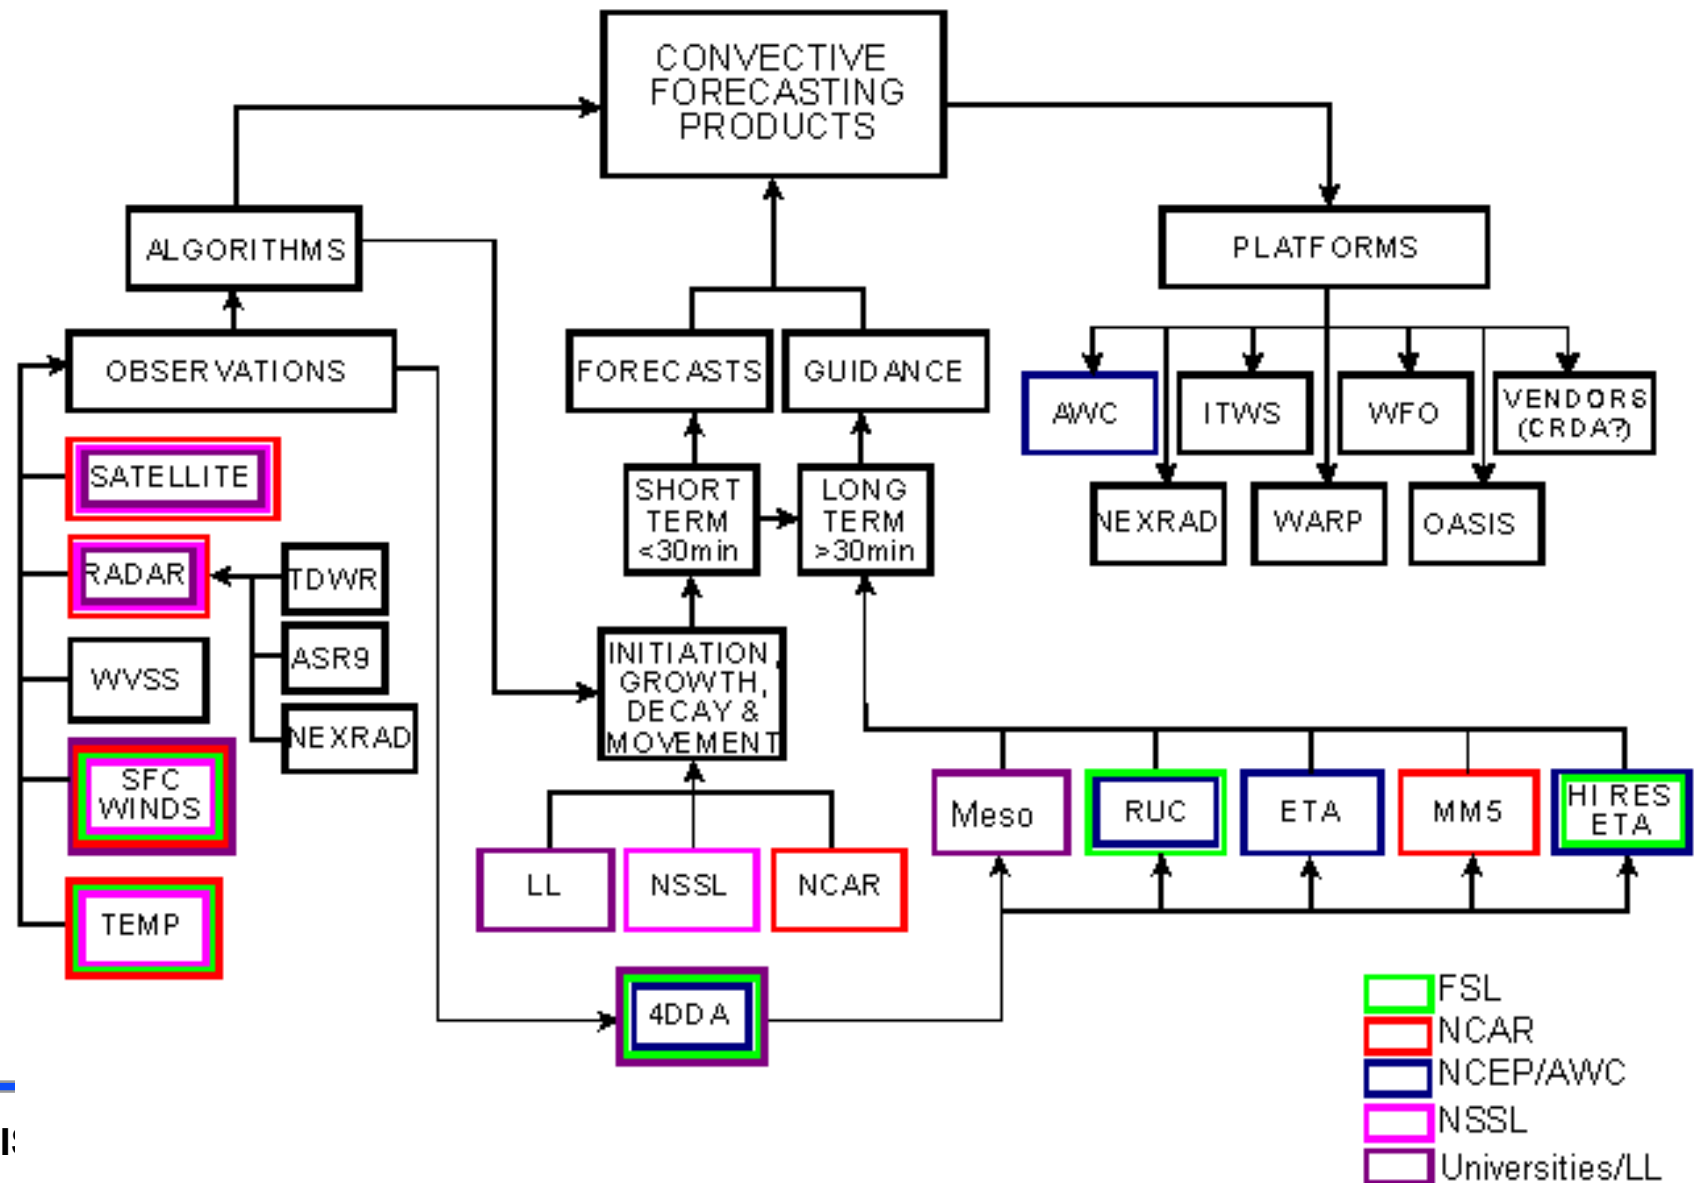 CONVECTIVE
FORECASTING
PRODUCTS
ALGORITHMS
PLATFORMS
OBSERVATIONS
FORECASTS
GUIDANCE
AWC
ITWS
WFO
VENDORS
(CRDA?)
NEXRAD
WARP
OASIS
SATELLITE
SHORT
TERM
<30min
LONG
TERM
>30min
RADAR
TDWR
ASR9
NEXRAD
WVSS
INITIATION,
GROWTH,
DECAY &
MOVEMENT
SFC
WINDS
TEMP
LL
NSSL
NCAR
Meso
RUC
ETA
MM5
HI RES
ETA
4DDA
FSL
NCAR
NCEP/AWC
NSSL
Universities/LL